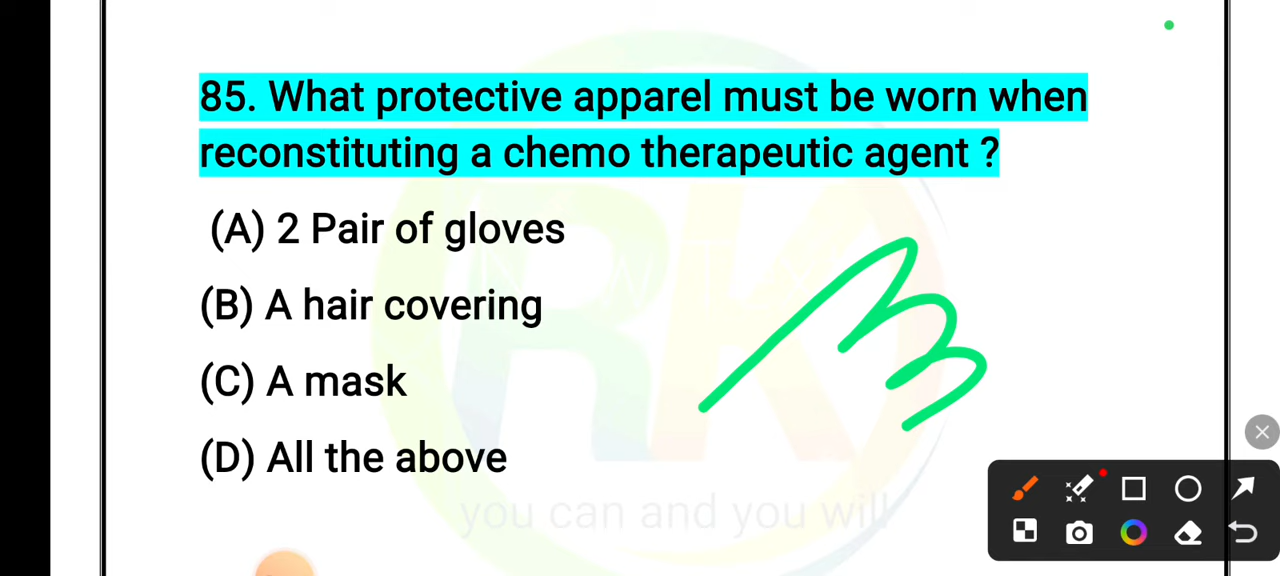 85. What protective apparel must be worn when
reconstituting a chemo therapeutic agent ?
(A) 2 Pair of gloves
(B) A hair covering
(C) A mask
(D) All the above
you can and you will